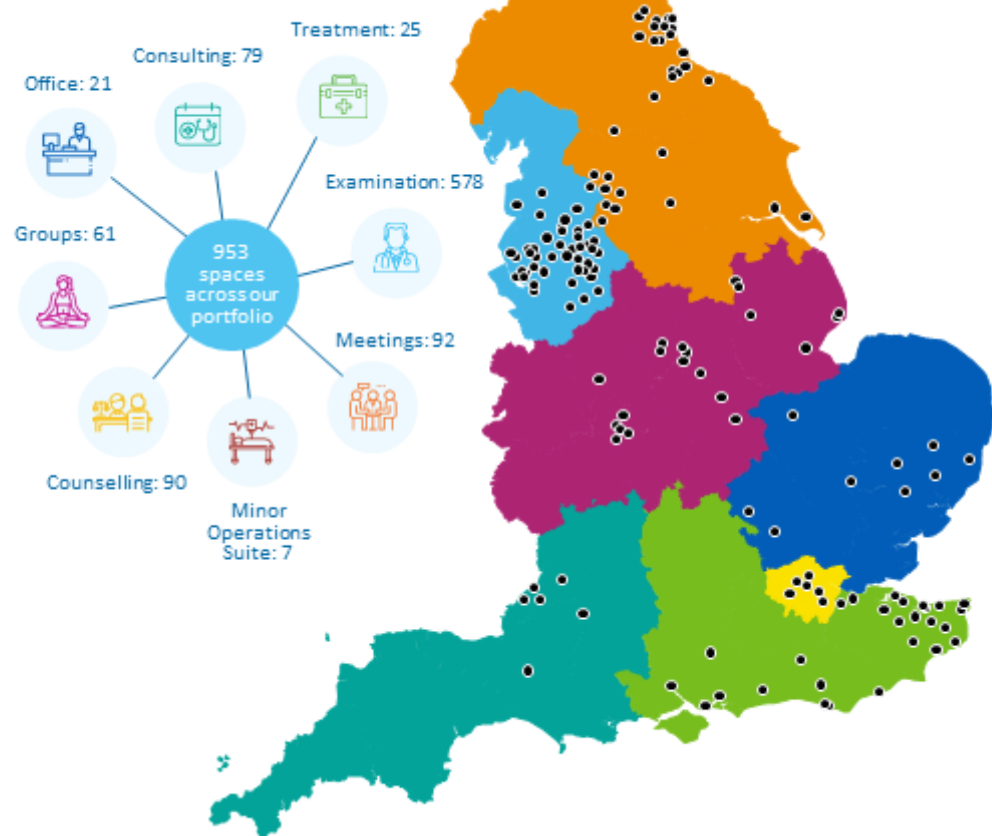 Treatment: 25
Consulting: 79
Office: 21
Examination: 578
Groups: 61
953
spaces
across our
portfolio
Meetings: 92
Counselling: 90
Minor
Operations
Suite: 7